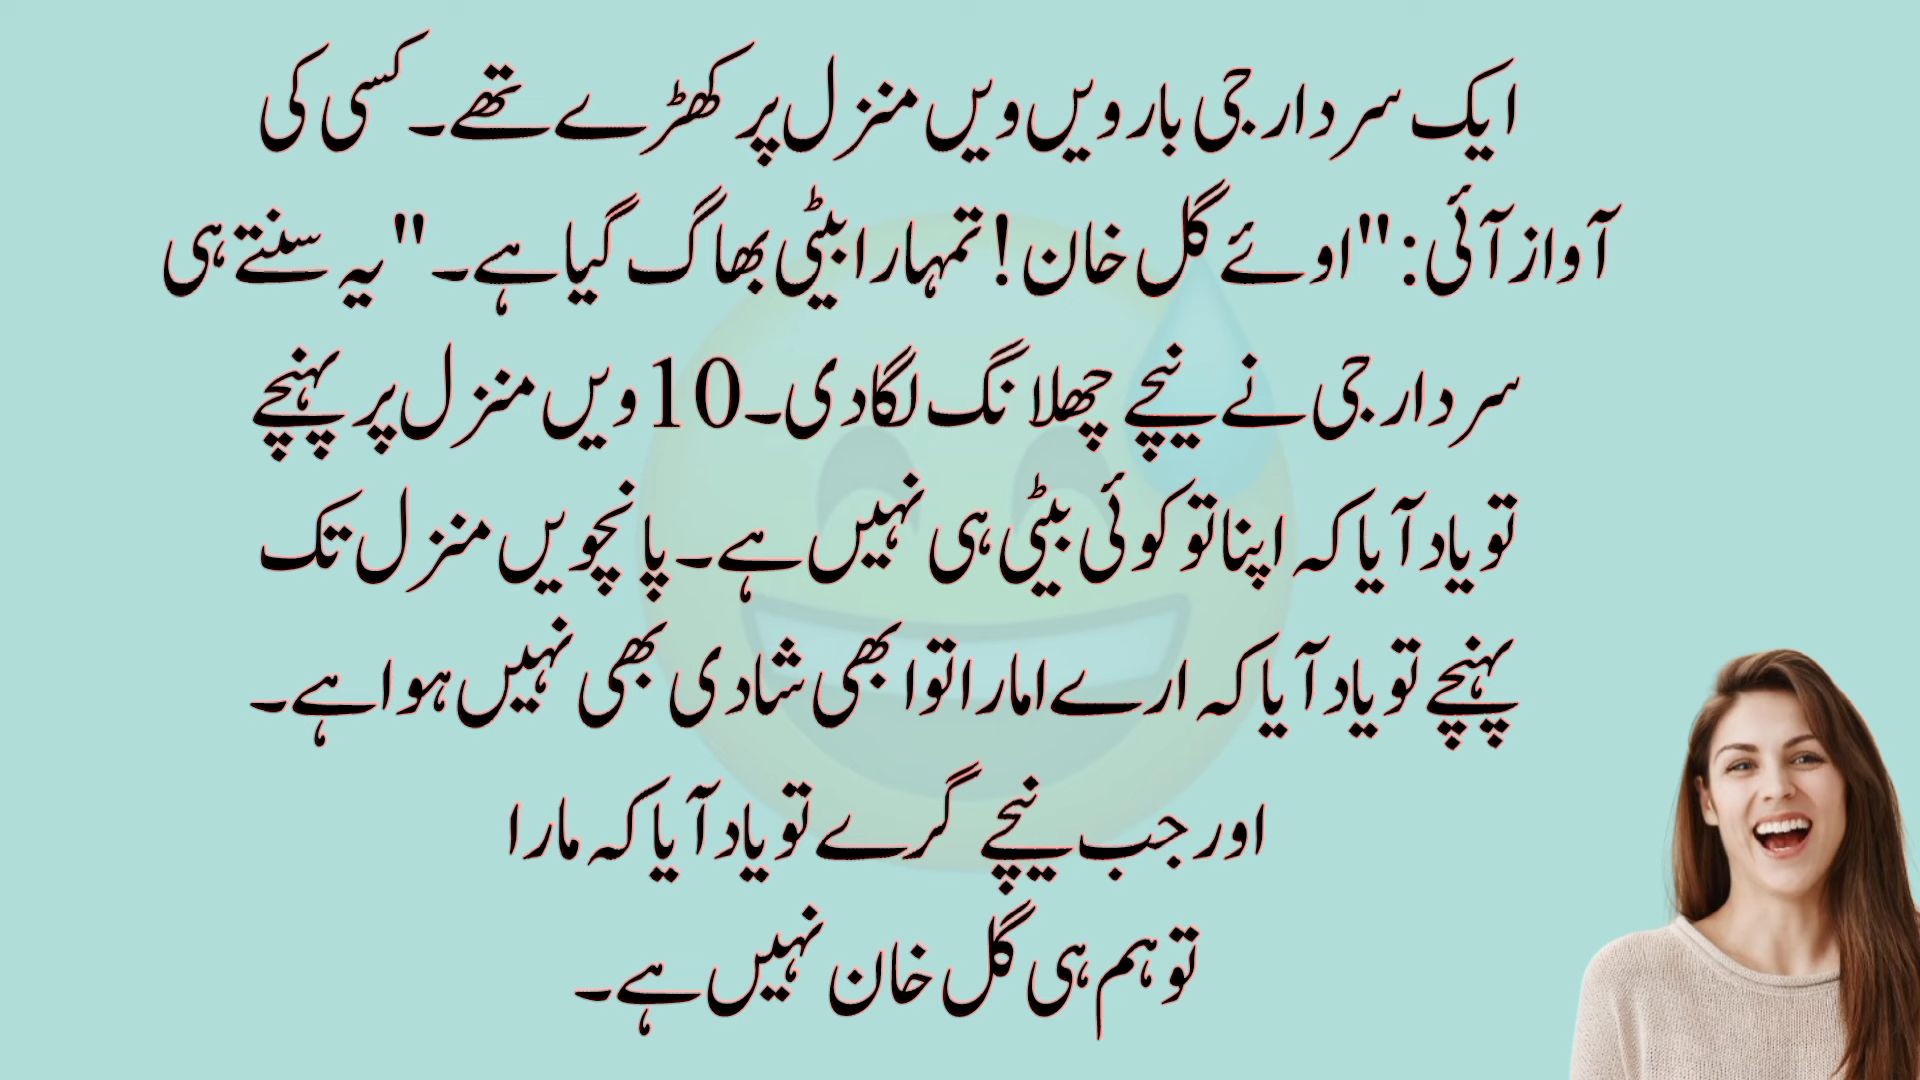 ایک سردار جی بارویں ویں منزل پر کھڑے تھے۔ کسی کی
آواز آئی: "اوئے گل خان! تمہارا بیٹی بھاگ گیا ہے۔" یہ سنتے ہی
سردار جی نے نیچے چھلانگ لگا دی۔ 10 ویں منزل پر پہنچے
تو یاد آیا کہ اپنا تو کوئی بیٹی ہی نہیں ہے۔ پانچویں منزل تک
پہنچے تو یاد آیا کہ ارے امارا تو ابھی شادی بھی نہیں ہوا ہے۔
اور جب نیچے گرے تو یاد آیا کہ مارا
تو ہم ہی گل خان نہیں ہے۔